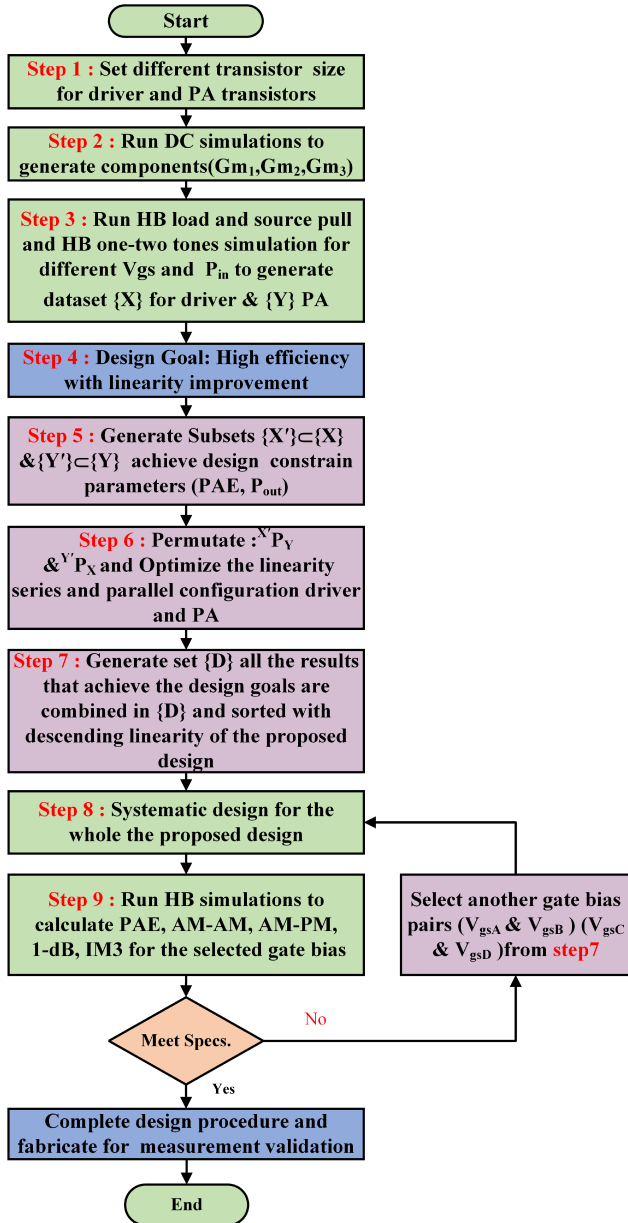 Start
Step 1 : Set different transistor size
for driver and PA transistors
Step 2 : Run DC simulations to
generate components(Gm₁,Gm₂,Gm₃)
Step 3 : Run HB load and source pull
and HB one-two tones simulation for
different Vgs and P_in to generate
dataset {X} for driver & {Y} PA
Step 4 : Design Goal: High efficiency
with linearity improvement
Step 5 : Generate Subsets {X'}⊂{X}
&{Y'}⊂{Y} achieve design constrain
parameters (PAE, P_out)
Step 6 : Permutate :^X'P_Y
&^Y'P_X and Optimize the linearity
series and parallel configuration driver
and PA
Step 7 : Generate set {D} all the results
that achieve the design goals are
combined in {D} and sorted with
descending linearity of the proposed
design
Step 8 : Systematic design for the
whole the proposed design
Step 9 : Run HB simulations to
calculate PAE, AM-AM, AM-PM,
1-dB, IM3 for the selected gate bias
Select another gate bias
pairs (V_gsA & V_gsB ) (V_gsC
& V_gsD )from step7
Meet Specs.
No
Yes
Complete design procedure and
fabricate for measurement validation
End